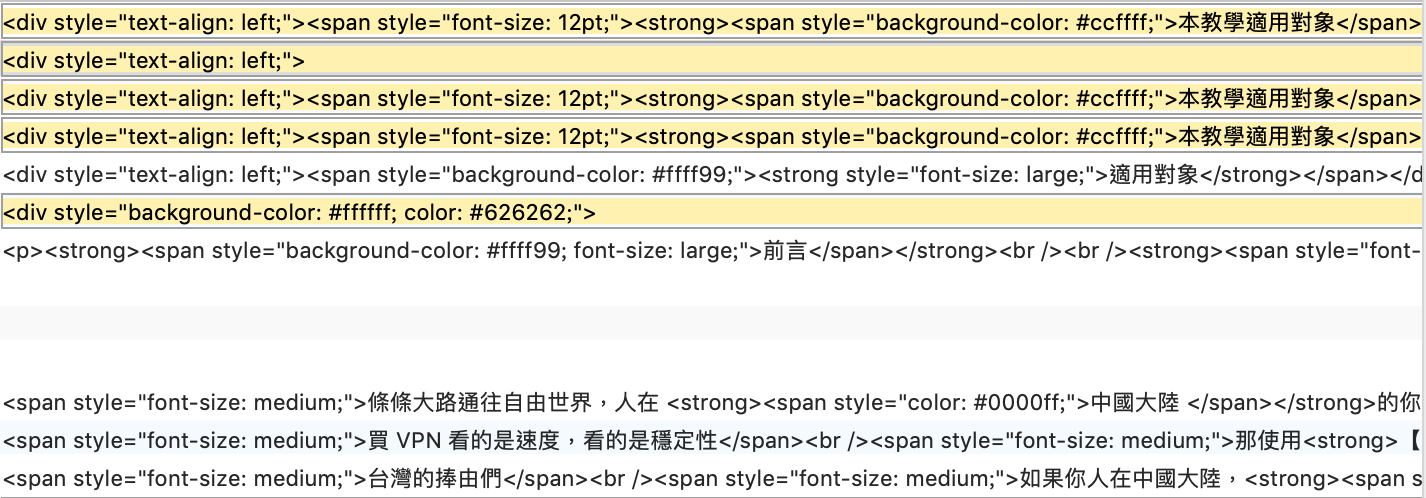 <div style="text-align: left;"><span style="font-size: 12pt;"><strong><span style="background-color: #ccffff;">本教學適用對象</span>
<div style="text-align: left;">
<div style="text-align: left;"><span style="font-size: 12pt;"><strong><span style="background-color: #ccffff;">本教學適用對象</span>
<div style="text-align: left;"><span style="font-size: 12pt;"><strong><span style="background-color: #ccffff;">本教學適用對象</span>
<div style="text-align: left;"><span style="background-color: #ffff99;"><strong style="font-size: large;">適用對象</strong></span></d
<div style="background-color: #ffffff; color: #626262;">
<p><strong><span style="background-color: #ffff99; font-size: large;">前言</span></strong><br /><br /><strong><span style="font-
<span style="font-size: medium;">條條大路通往自由世界，人在 <strong><span style="color: #0000ff;">中國大陸 </span></strong>的你
<span style="font-size: medium;">買 VPN 看的是速度，看的是穩定性</span><br /><span style="font-size: medium;">那使用<strong>【
<span style="font-size: medium;">台灣的捧由們</span><br /><span style="font-size: medium;">如果你人在中國大陸，<strong><span s